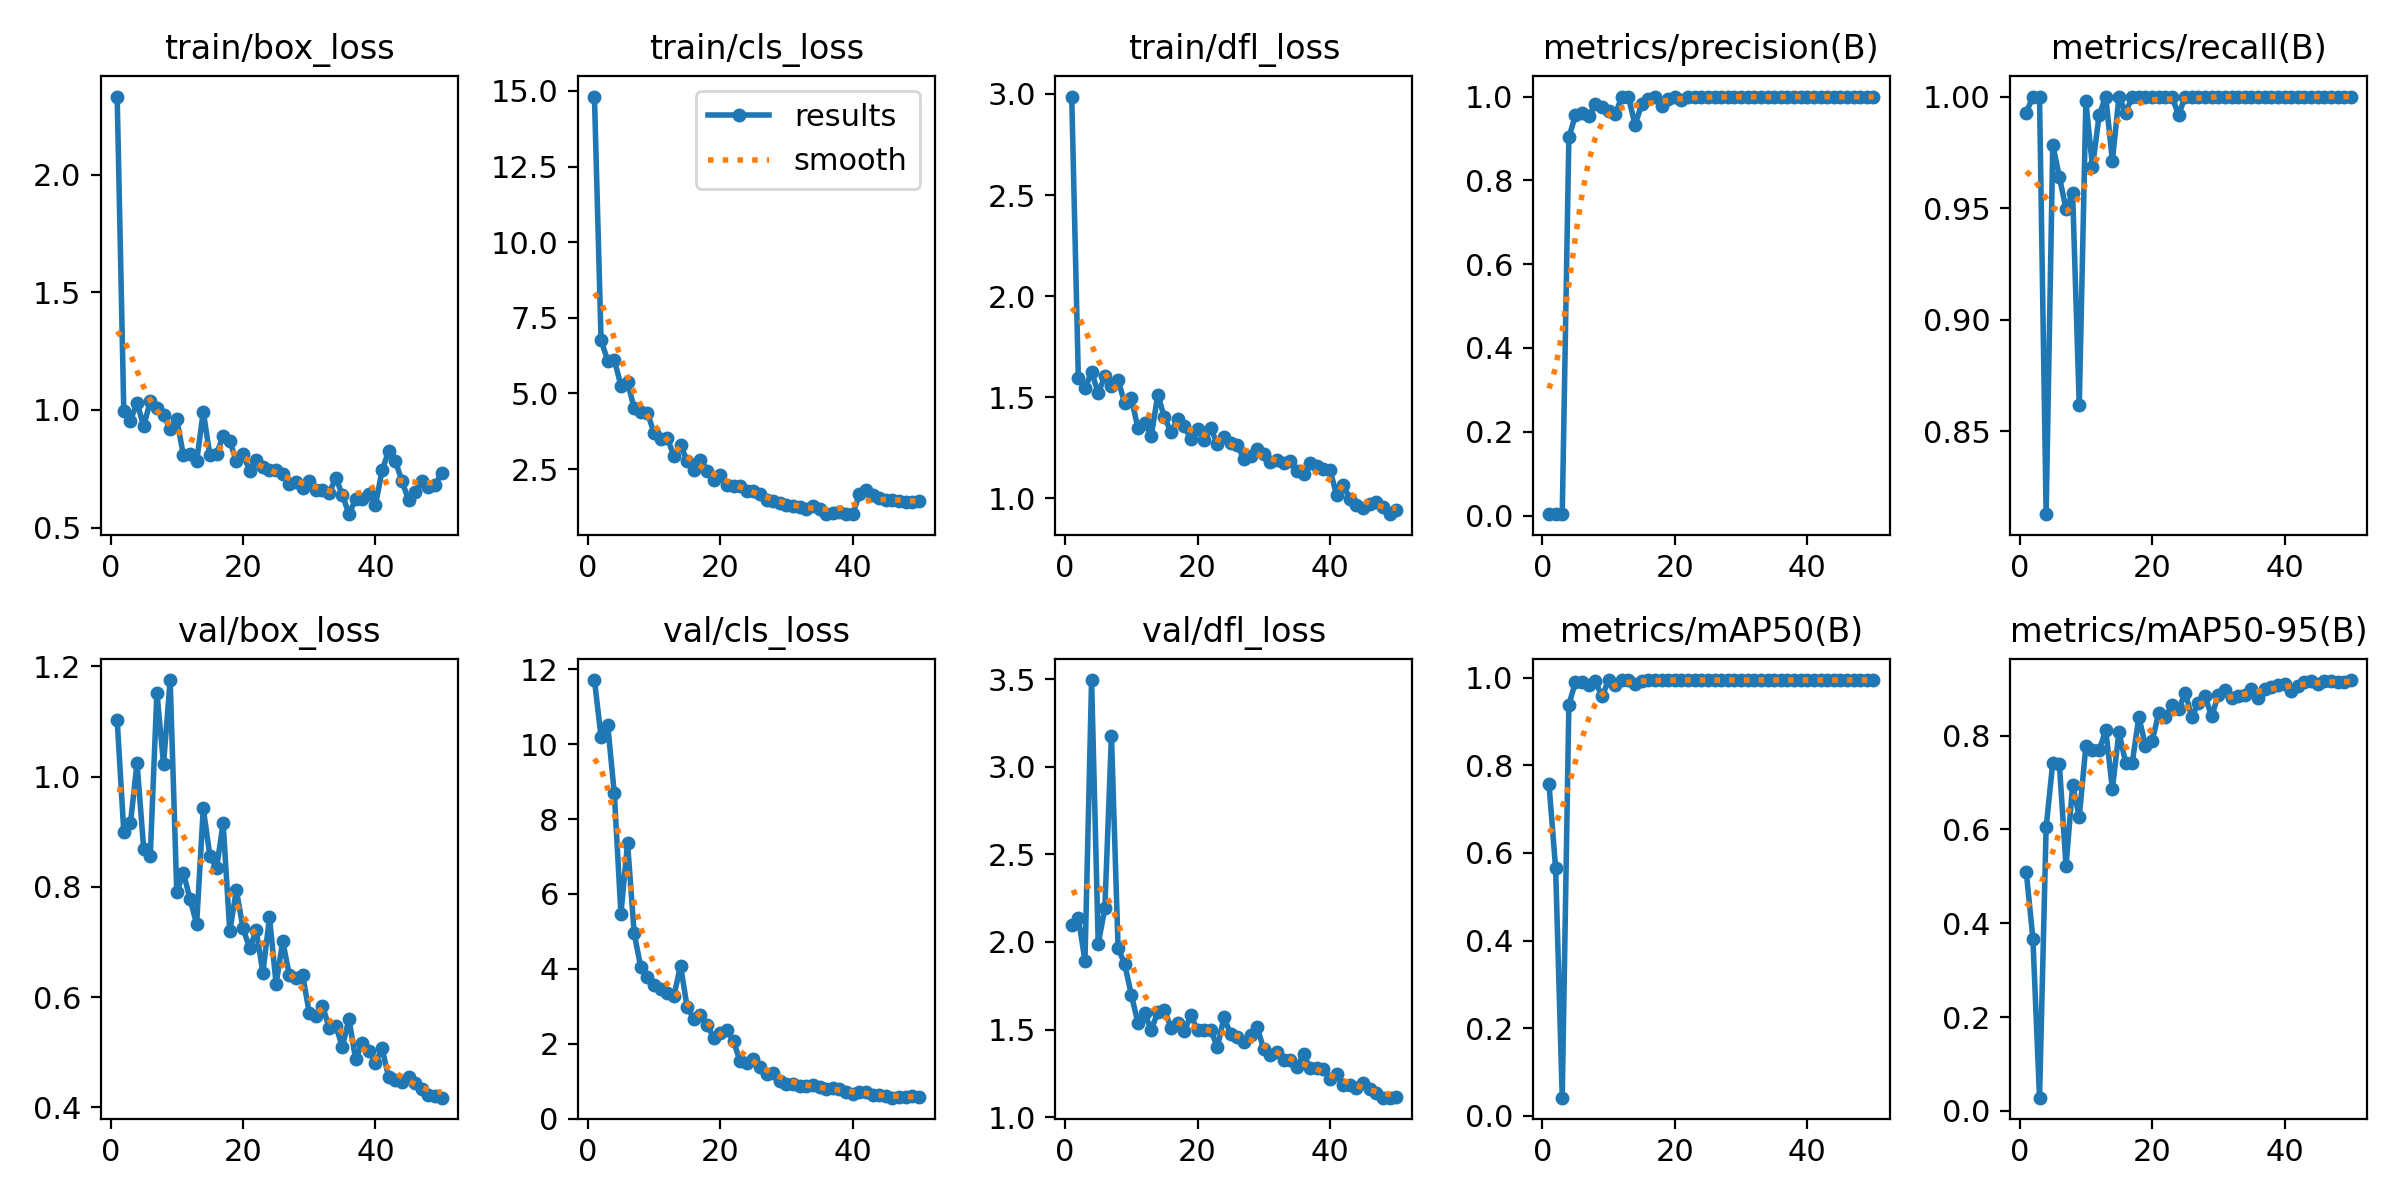 train/box_loss
train/cls_loss
train/dfl_loss
metrics/precision(B)
metrics/recall(B)
2.0
1.5
1.0
0.5
0 20 40
15.0
12.5
10.0
7.5
5.0
2.5
results
smooth
0 20 40
3.0
2.5
2.0
1.5
1.0
0 20 40
1.0
0.8
0.6
0.4
0.2
0.0
0 20 40
1.00
0.95
0.90
0.85
0 20 40
val/box_loss
val/cls_loss
val/dfl_loss
metrics/mAP50(B)
metrics/mAP50-95(B)
1.2
1.0
0.8
0.6
0.4
0 20 40
12
10
8
6
4
2
0
0 20 40
3.5
3.0
2.5
2.0
1.5
1.0
0 20 40
1.0
0.8
0.6
0.4
0.2
0.0
0 20 40
0.8
0.6
0.4
0.2
0.0
0 20 40